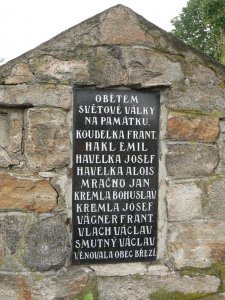 OBĚTEM
SVĚTOVÉ VÁLKY
NA PAMÁTKU.
KOUDELKA FRANT.
HAKL EMIL
HAVELKA JOSEF
HAVELKA ALOIS
MRAČNO JAN
KREMLA BOHUSLAV
KREMLA JOSEF
VÁGNER FRANT.
VLACH VÁCLAV
SMUTNÝ VÁCLAV
VĚNOVALA OBEC BŘEZÍ.